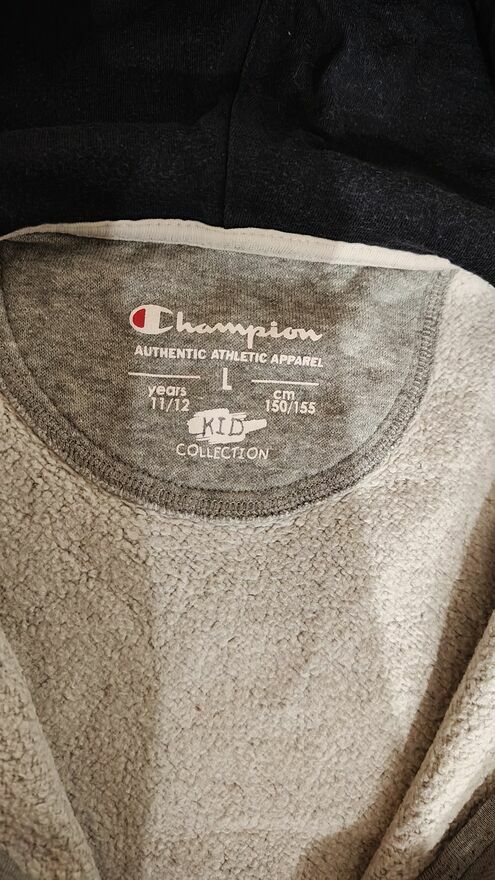 Champion
AUTHENTIC ATHLETIC APPAREL
L
years
11/12
cm
150/155
KID
COLLECTION